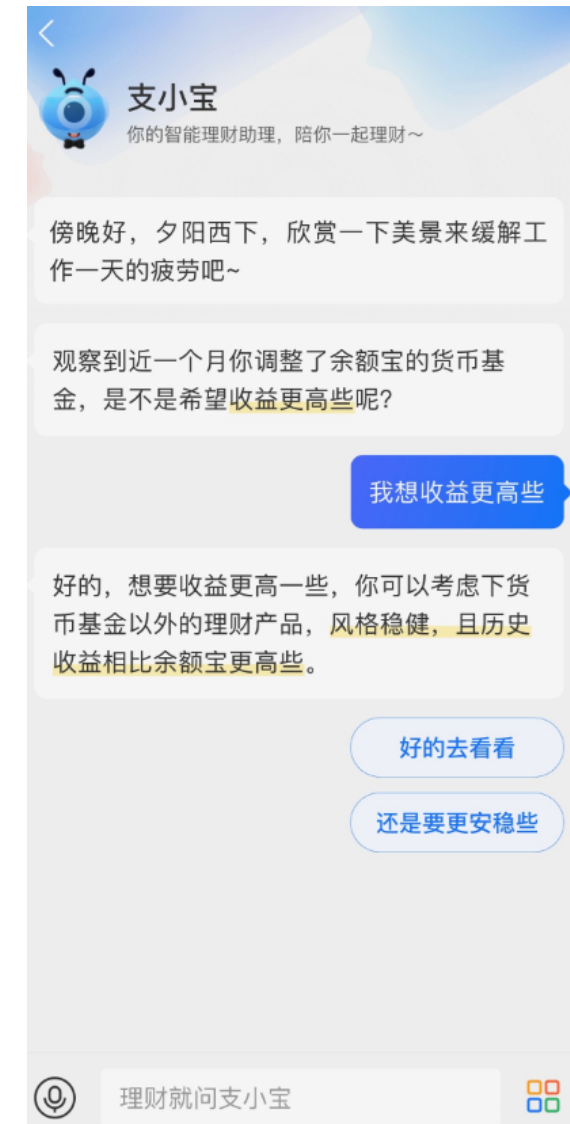 支小宝
你的智能理财助理，陪你一起理财～
傍晚好，夕阳西下，欣赏一下美景来缓解工
作一天的疲劳吧~
观察到近一个月你调整了余额宝的货币基
金，是不是希望收益更高些呢？
我想收益更高些
好的，想要收益更高一些，你可以考虑下货
币基金以外的理财产品，风格稳健，且历史
收益相比余额宝更高些。
好的去看看
还是要更安稳些
理财就问支小宝